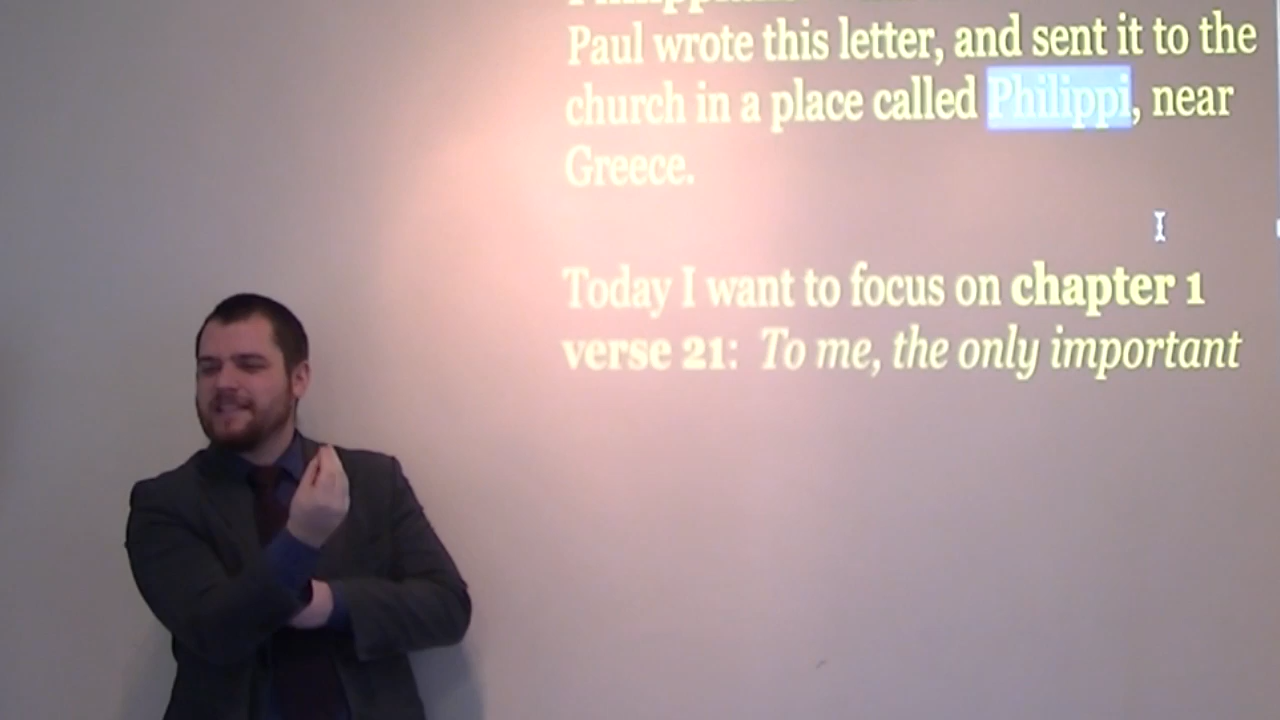 Paul wrote this letter, and sent it to the
church in a place called Philippi, near
Greece.
Today I want to focus on chapter 1
verse 21: To me, the only important